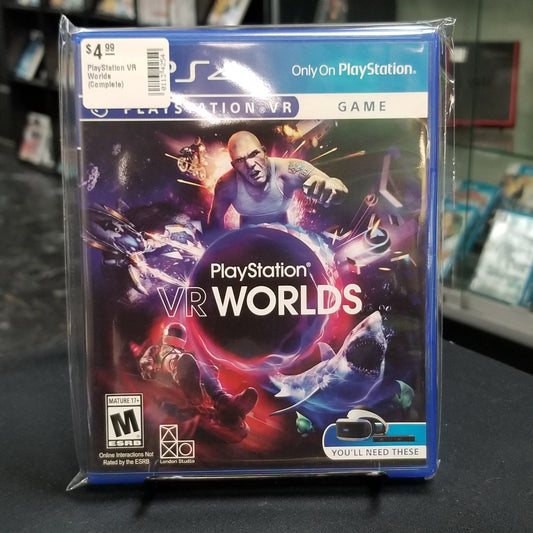 $4.99
PlayStation VR
Worlds
(Complete)
PS4
Only On PlayStation®
PLAYSTATION®VR
GAME
PlayStation®
VR WORLDS
MATURE 17+
M
ESRB
Online Interactions Not
Rated by the ESRB
London Studio
YOU'LL NEED THESE